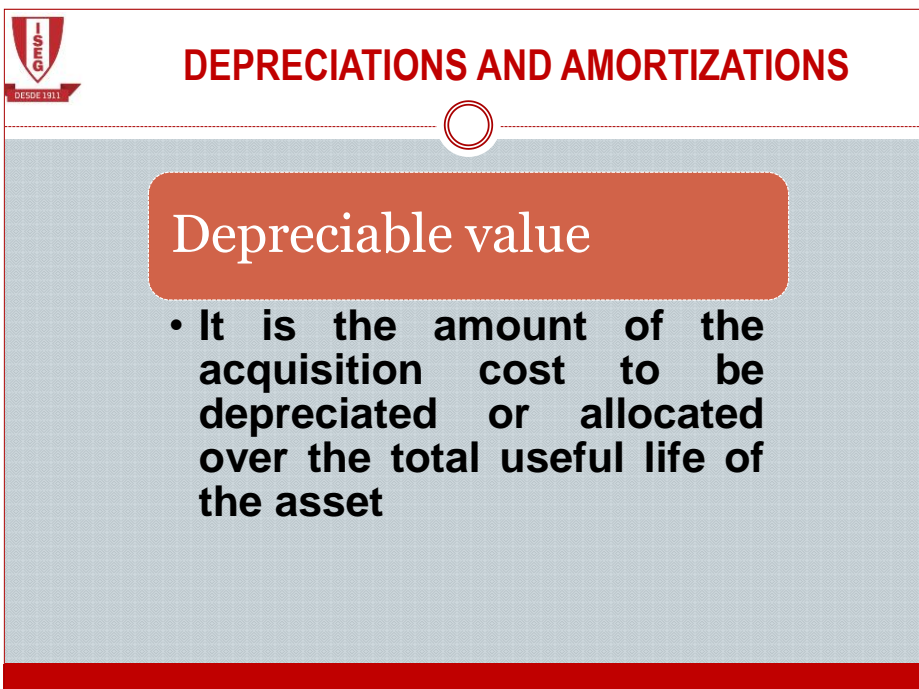 ISEG
DESDE 1911
DEPRECIATIONS AND AMORTIZATIONS
Depreciable value
• It is the amount of the
acquisition cost to be
depreciated or allocated
over the total useful life of
the asset